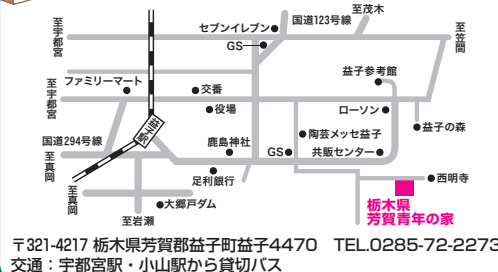 至茂木
国道123号線
セブンイレブン
至宇都宮
GS
至笠間
益子参考館
ファミリーマート
交番
至宇都宮
役場
ローソン
益子の森
益子駅
陶芸メッセ益子
国道294号線
鹿島神社
GS
共販センター
至真岡
足利銀行
西明寺
至真岡
大郷戸ダム
至岩瀬
栃木県
芳賀青年の家
〒321-4217 栃木県芳賀郡益子町益子4470 TEL.0285-72-2273
交通：宇都宮駅・小山駅から貸切バス